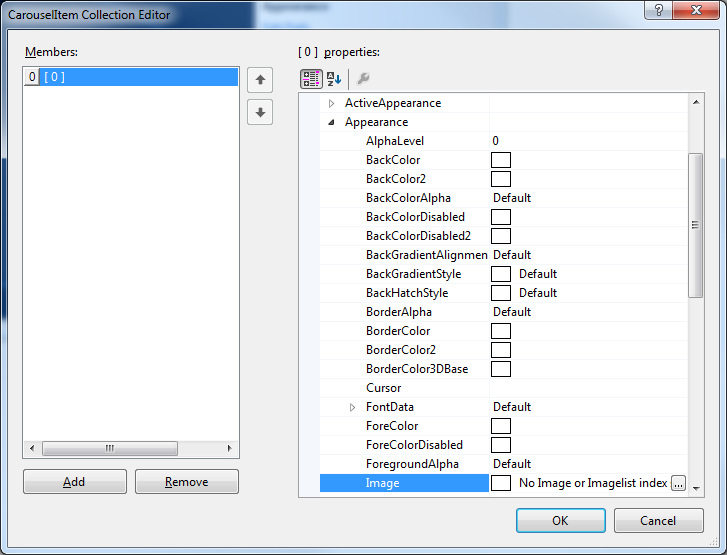 CarouselItem Collection Editor
Members:
[ 0 ] properties:
0 [ 0 ]
ActiveAppearance
Appearance
AlphaLevel 0
BackColor
BackColor2
BackColorAlpha Default
BackColorDisabled
BackColorDisabled2
BackGradientAlignmen Default
BackGradientStyle Default
BackHatchStyle Default
BorderAlpha Default
BorderColor
BorderColor2
BorderColor3DBase
Cursor
FontData Default
ForeColor
ForeColorDisabled
ForegroundAlpha Default
Image No Image or Imagelist index ...
Add Remove
OK Cancel